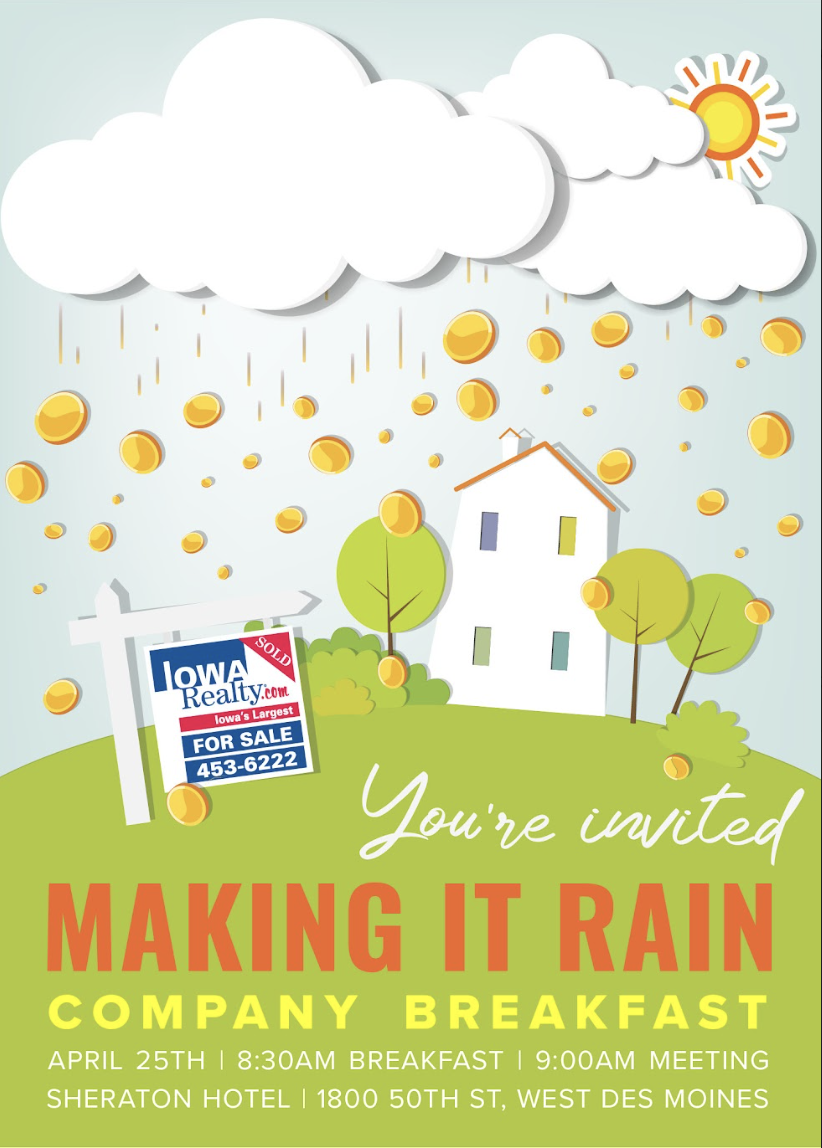 SOLD
IOWA
Realty.com
Iowa's Largest
FOR SALE
453-6222
You're invited
MAKING IT RAIN
COMPANY BREAKFAST
APRIL 25TH | 8:30AM BREAKFAST | 9:00AM MEETING
SHERATON HOTEL | 1800 50TH ST, WEST DES MOINES